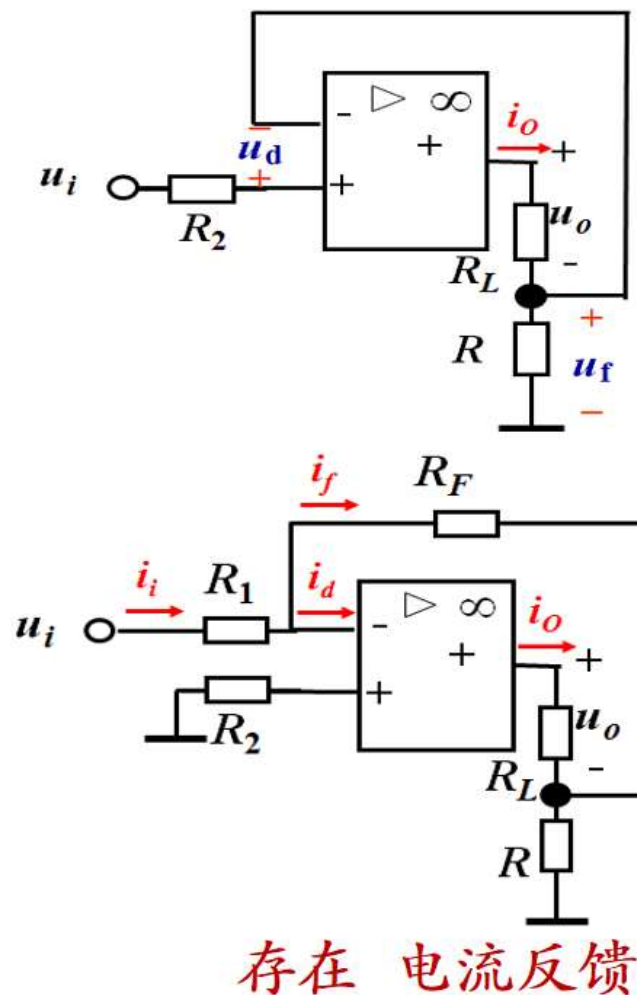 - ▷ ∞
u_d
+ i_O +
u_i + +
R_2
u_o
R_L -
+
R
u_f
−
i_f R_F
i_i R_1 i_d ▷ ∞
u_i - i_O
+ +
R_2 +
u_o
R_L -
R
存在 电流反馈